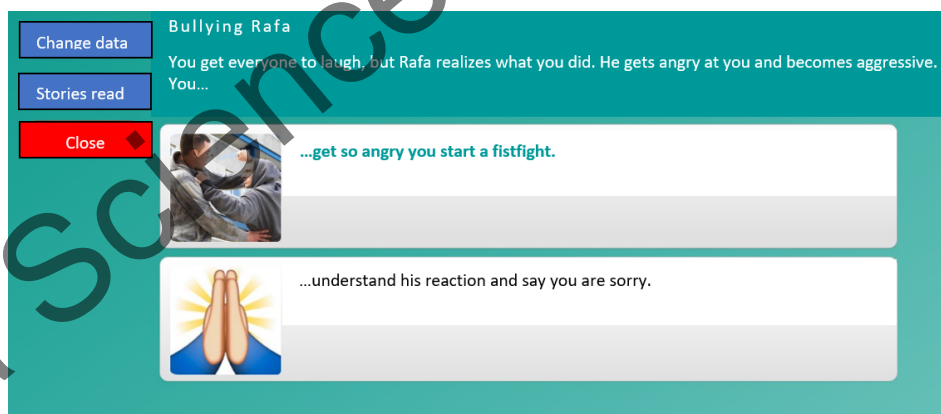 Bullying Rafa
Change data
You get everyone to laugh, but Rafa realizes what you did. He gets angry at you and becomes aggressive.
You...
Stories read
Close
...get so angry you start a fistfight.
...understand his reaction and say you are sorry.
Science